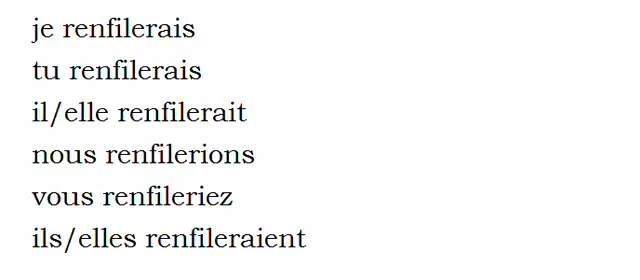 je renfilerais
tu renfilerais
il/elle renfilerait
nous renfilerions
vous renfileriez
ils/elles renfileraient